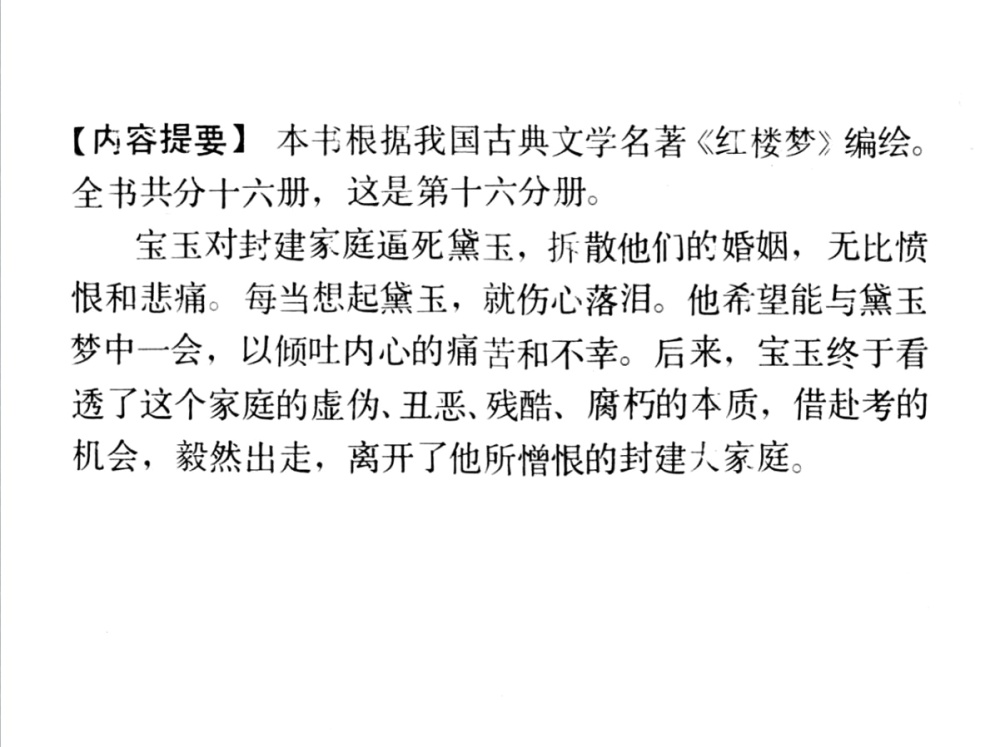 【内容提要】 本书根据我国古典文学名著《红楼梦》编绘。
全书共分十六册，这是第十六分册。
宝玉对封建家庭逼死黛玉，拆散他们的婚姻，无比愤
恨和悲痛。每当想起黛玉，就伤心落泪。他希望能与黛玉
梦中一会，以倾吐内心的痛苦和不幸。后来，宝玉终于看
透了这个家庭的虚伪、丑恶、残酷、腐朽的本质，借赴考的
机会，毅然出走，离开了他所憎恨的封建大家庭。